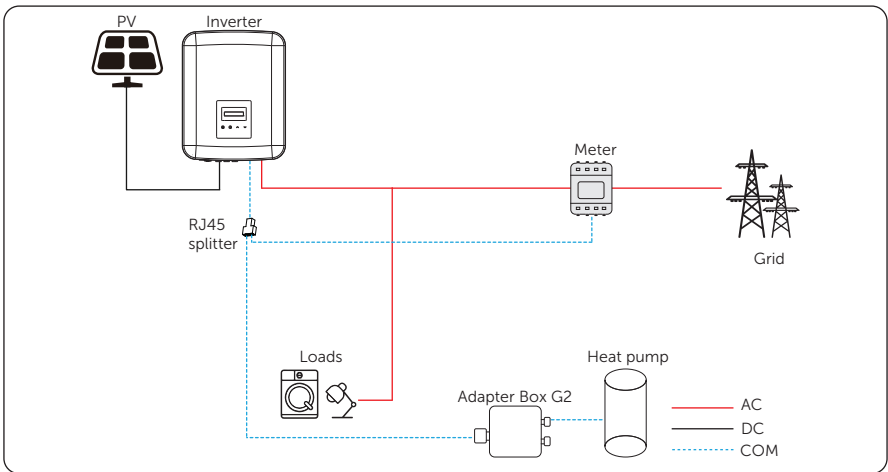 PV
Inverter
Meter
RJ45
splitter
Grid
Loads
Heat pump
Adapter Box G2
AC
DC
COM